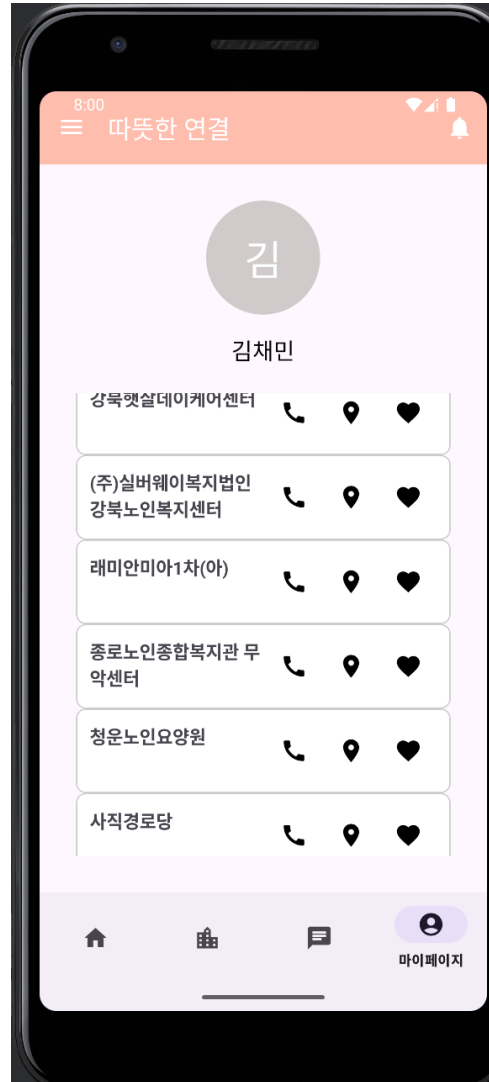 8:00
따뜻한 연결
김
김채민
강북햇살데이케어센터
(주)실버웨이복지법인
강북노인복지센터
래미안미아1차(아)
종로노인종합복지관 무
악센터
청운노인요양원
사직경로당
마이페이지